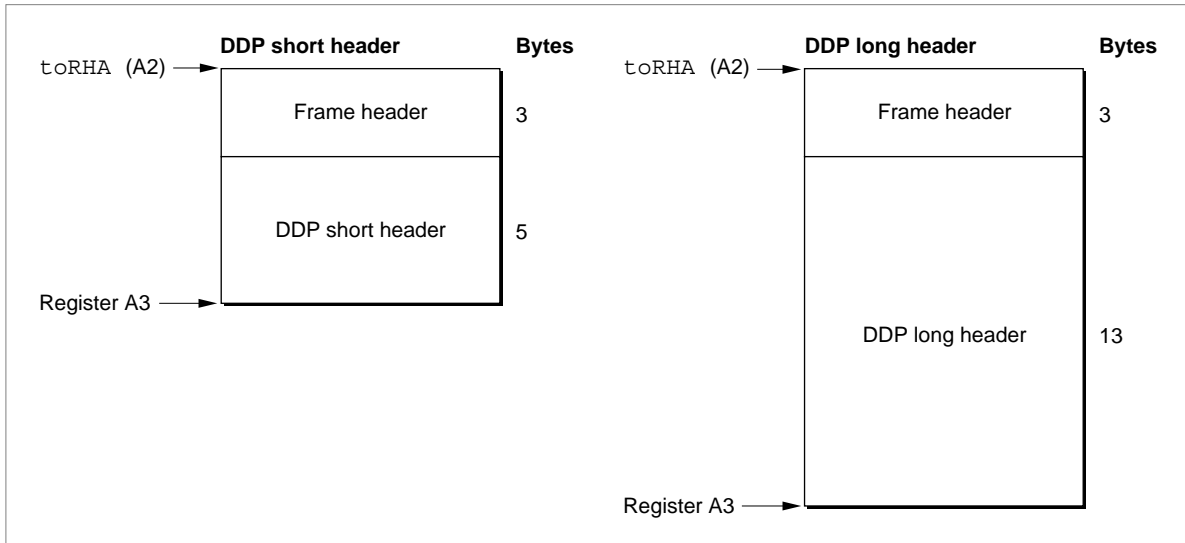 DDP short header Bytes
toRHA (A2)
Frame header 3
DDP short header 5
Register A3
DDP long header Bytes
toRHA (A2)
Frame header 3
DDP long header 13
Register A3